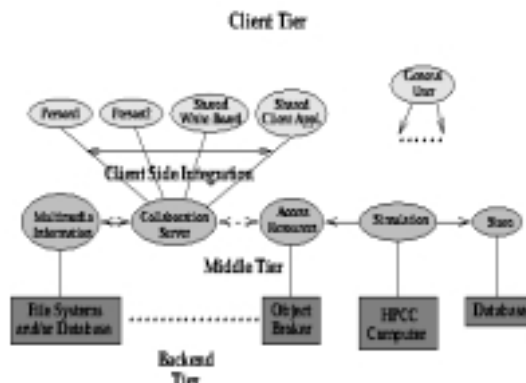 Client Tier
General
User
Person1
Person2
Shared
White Board
Shared
Client Appl.
Client Side Integration
Multimedia
Information
Collaboration
Server
Access
Resources
Simulation
Middle Tier
File Systems
and/or Database
Object
Broker
HPCC
Computer
Database
Backend
Tier